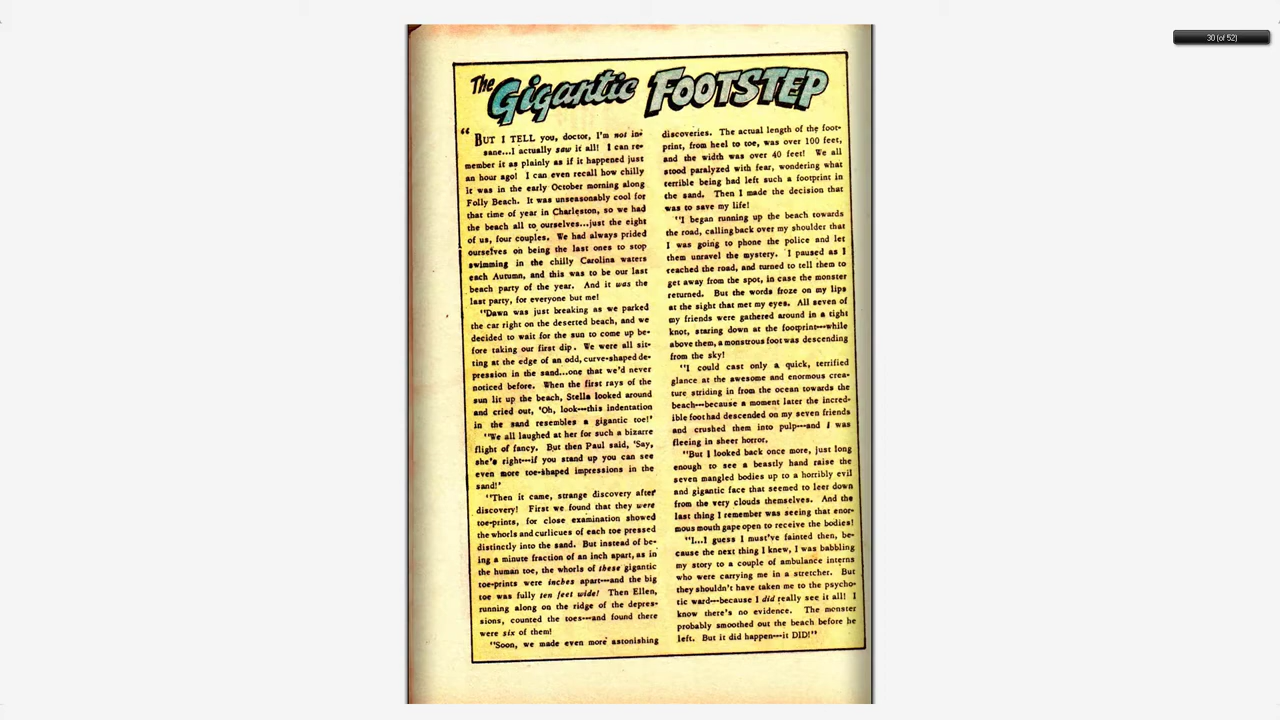 30 (of 52)
The Gigantic FOOTSTEP
"BUT I TELL you, doctor, I'm not in-
sane...I actually saw it all! I can re-
member it as plainly as if it happened just
an hour ago! I can even recall how chilly
it was in the early October morning along
Folly Beach. It was unseasonably cool for
that time of year in Charleston, so we had
the beach all to ourselves...just the eight
of us, four couples. We had always prided
ourselves on being the last ones to stop
swimming in the chilly Carolina waters
each Autumn, and this was to be our last
beach party of the year. And it was the
last party, for everyone but me!
"Dawn was just breaking as we parked
the car right on the deserted beach, and we
decided to wait for the sun to come up be-
fore taking our first dip. We were all sit-
ting at the edge of an odd, curve-shaped de-
pression in the sand...one that we'd never
noticed before. When the first rays of the
sun lit up the beach, Stella looked around
and cried out, 'Oh, look---this indentation
in the sand resembles a gigantic toe!'
"We all laughed at her for such a bizarre
flight of fancy. But then Paul said, 'Say,
she's right---if you stand up you can see
even more toe-shaped impressions in the
sand!'
"Then it came, strange discovery after
discovery! First we found that they were
toe-prints, for close examination showed
the whorls and curlicues of each toe pressed
distinctly into the sand. But instead of be-
ing a minute fraction of an inch apart, as in
the human toe, the whorls of these gigantic
toe-prints were inches apart---and the big
toe was fully ten feet wide! Then Ellen,
running along on the ridge of the depres-
sions, counted the toes---and found there
were six of them!
"Soon, we made even more astonishing
discoveries. The actual length of the foot-
print, from heel to toe, was over 100 feet,
and the width was over 40 feet! We all
stood paralyzed with fear, wondering what
terrible being had left such a footprint in
the sand. Then I made the decision that
was to save my life!
"I began running up the beach towards
the road, calling back over my shoulder that
I was going to phone the police and let
them unravel the mystery. I paused as I
reached the road, and turned to tell them to
get away from the spot, in case the monster
returned. But the words froze on my lips
at the sight that met my eyes. All seven of
my friends were gathered around in a tight
knot, staring down at the footprint---while
above them, a monstrous foot was descending
from the sky!
"I could cast only a quick, terrified
glance at the awesome and enormous crea-
ture striding in from the ocean towards the
beach---because a moment later the incred-
ible foot had descended on my seven friends
and crushed them into pulp---and I was
fleeing in sheer horror.
"But I looked back once more, just long
enough to see a beastly hand raise the
seven mangled bodies up to a horribly evil
and gigantic face that seemed to leer down
from the very clouds themselves. And the
last thing I remember was seeing that enor-
mous mouth gape open to receive the bodies!
"I...I guess I must've fainted then, be-
cause the next thing I knew, I was babbling
my story to a couple of ambulance interns
who were carrying me in a stretcher. But
they shouldn't have taken me to the psycho-
tic ward---because I did really see it all! I
know there's no evidence. The monster
probably smoothed out the beach before he
left. But it did happen---it DID!"